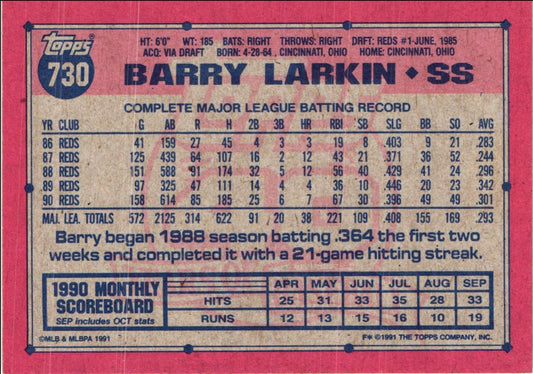 Topps®
730
HT: 6'0" WT: 185 BATS: RIGHT THROWS: RIGHT DRFT: REDS #1-JUNE, 1985
ACQ: VIA DRAFT BORN: 4-28-64, CINCINNATI, OHIO HOME: CINCINNATI, OHIO
BARRY LARKIN • SS
COMPLETE MAJOR LEAGUE BATTING RECORD
YR CLUB G AB R H 2B 3B HR RBI SB SLG BB SO AVG
86 REDS 41 159 27 45 4 3 3 19 8 .403 9 21 .283
87 REDS 125 439 64 107 16 2 12 43 21 .371 36 52 .244
88 REDS 151 588 91 174 32 5 12 56 40 .429 41 24 .296
89 REDS 97 325 47 111 14 4 4 36 10 .446 20 23 .342
90 REDS 158 614 85 185 25 6 7 67 30 .396 49 49 .301
MAJ. LEA. TOTALS 572 2125 314 622 91 20 38 221 109 .408 155 169 .293
Barry began 1988 season batting .364 the first two
weeks and completed it with a 21-game hitting streak.
1990 MONTHLY
SCOREBOARD
SEP includes OCT stats
APR MAY JUN JUL AUG SEP
HITS 25 31 33 35 28 33
RUNS 12 13 15 16 10 19
©MLB & MLBPA 1991
F* ©1991 THE TOPPS COMPANY, INC.